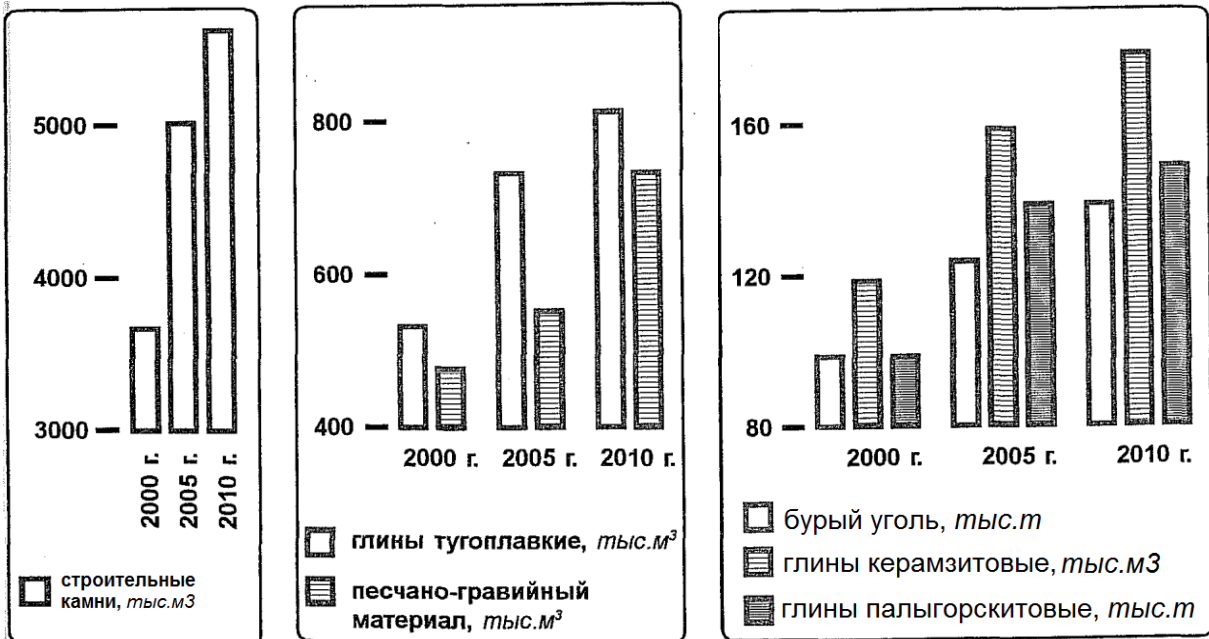 5000
4000
3000
2000 г.
2005 г.
2010 г.
строительные
камни, тыс.м3
800
600
400
2000 г. 2005 г. 2010 г.
глины тугоплавкие, тыс.м³
песчано-гравийный
материал, тыс.м³
160
120
80
2000 г. 2005 г. 2010 г.
бурый уголь, тыс.т
глины керамзитовые, тыс.м3
глины палыгорскитовые, тыс.т